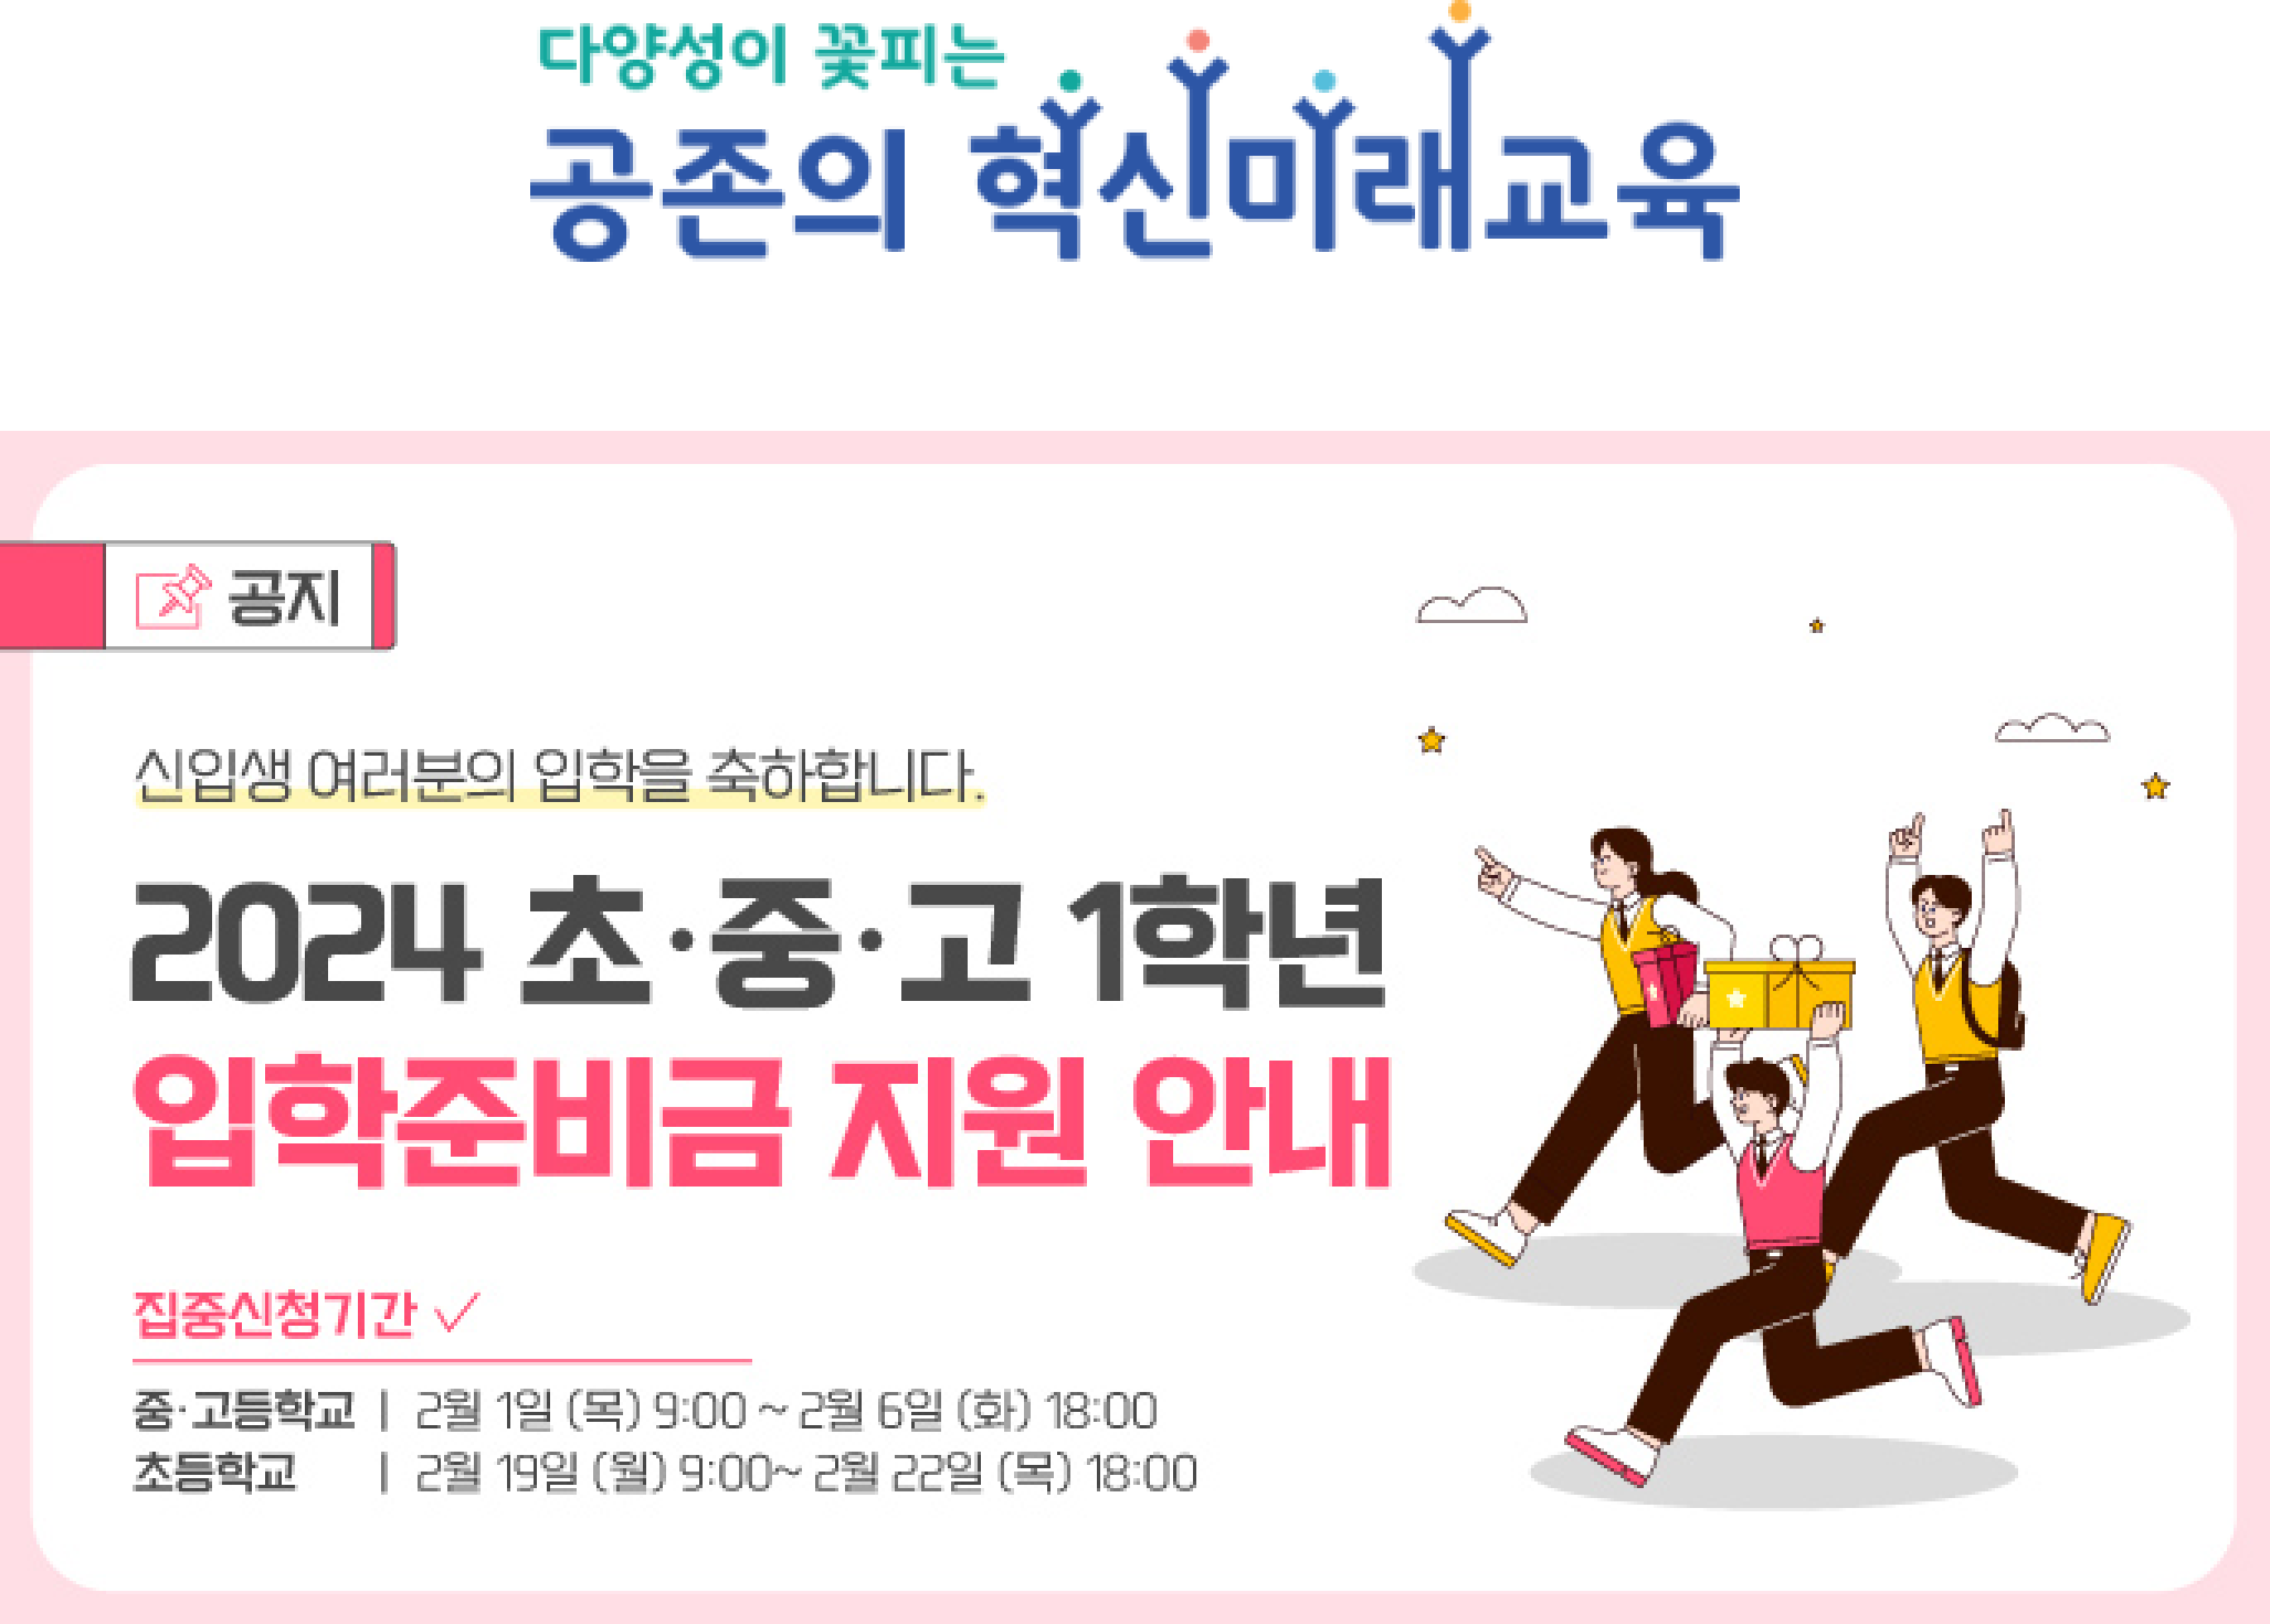 다양성이 꽃피는
공존의 혁신미래교육
공지
신입생 여러분의 입학을 축하합니다.
2024 초·중·고 1학년
입학준비금 지원 안내
집중신청기간
중·고등학교 | 2월 1일 (목) 9:00 ~ 2월 6일 (화) 18:00
초등학교 | 2월 19일 (월) 9:00~ 2월 22일 (목) 18:00